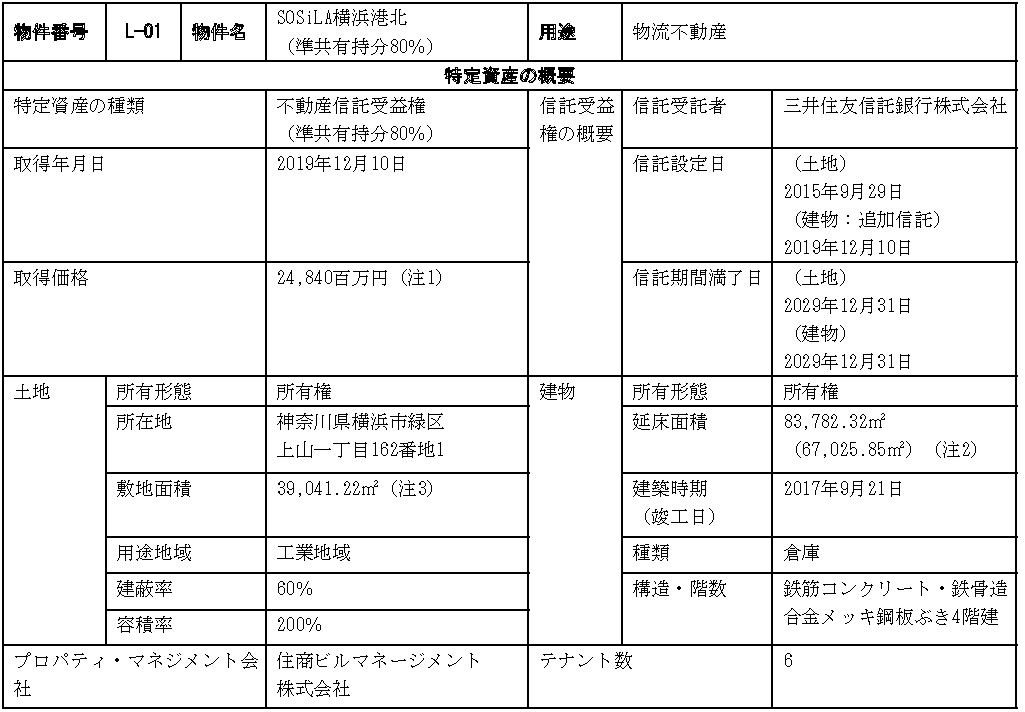 物件番号 L-01 物件名 SOSiLA横浜港北
（準共有持分80%） 用途 物流不動産
特定資産の概要
特定資産の種類 不動産信託受益権
（準共有持分80%）
信託受益
権の概要
信託受託者 三井住友信託銀行株式会社
取得年月日 2019年12月10日
信託設定日 （土地）
2015年9月29日
（建物：追加信託）
2019年12月10日
取得価格 24,840百万円（注1）
信託期間満了日 （土地）
2029年12月31日
（建物）
2029年12月31日
土地 所有形態 所有権
建物 所有形態 所有権
所在地 神奈川県横浜市緑区
上山一丁目162番地1
延床面積 83,782.32㎡
（67,025.85㎡）（注2）
敷地面積 39,041.22㎡（注3）
建築時期
（竣工日）
2017年9月21日
用途地域 工業地域
種類 倉庫
建蔽率 60%
構造・階数 鉄筋コンクリート・鉄骨造
合金メッキ鋼板ぶき4階建
容積率 200%
プロパティ・マネジメント会
社
住商ビルマネージメント
株式会社
テナント数 6